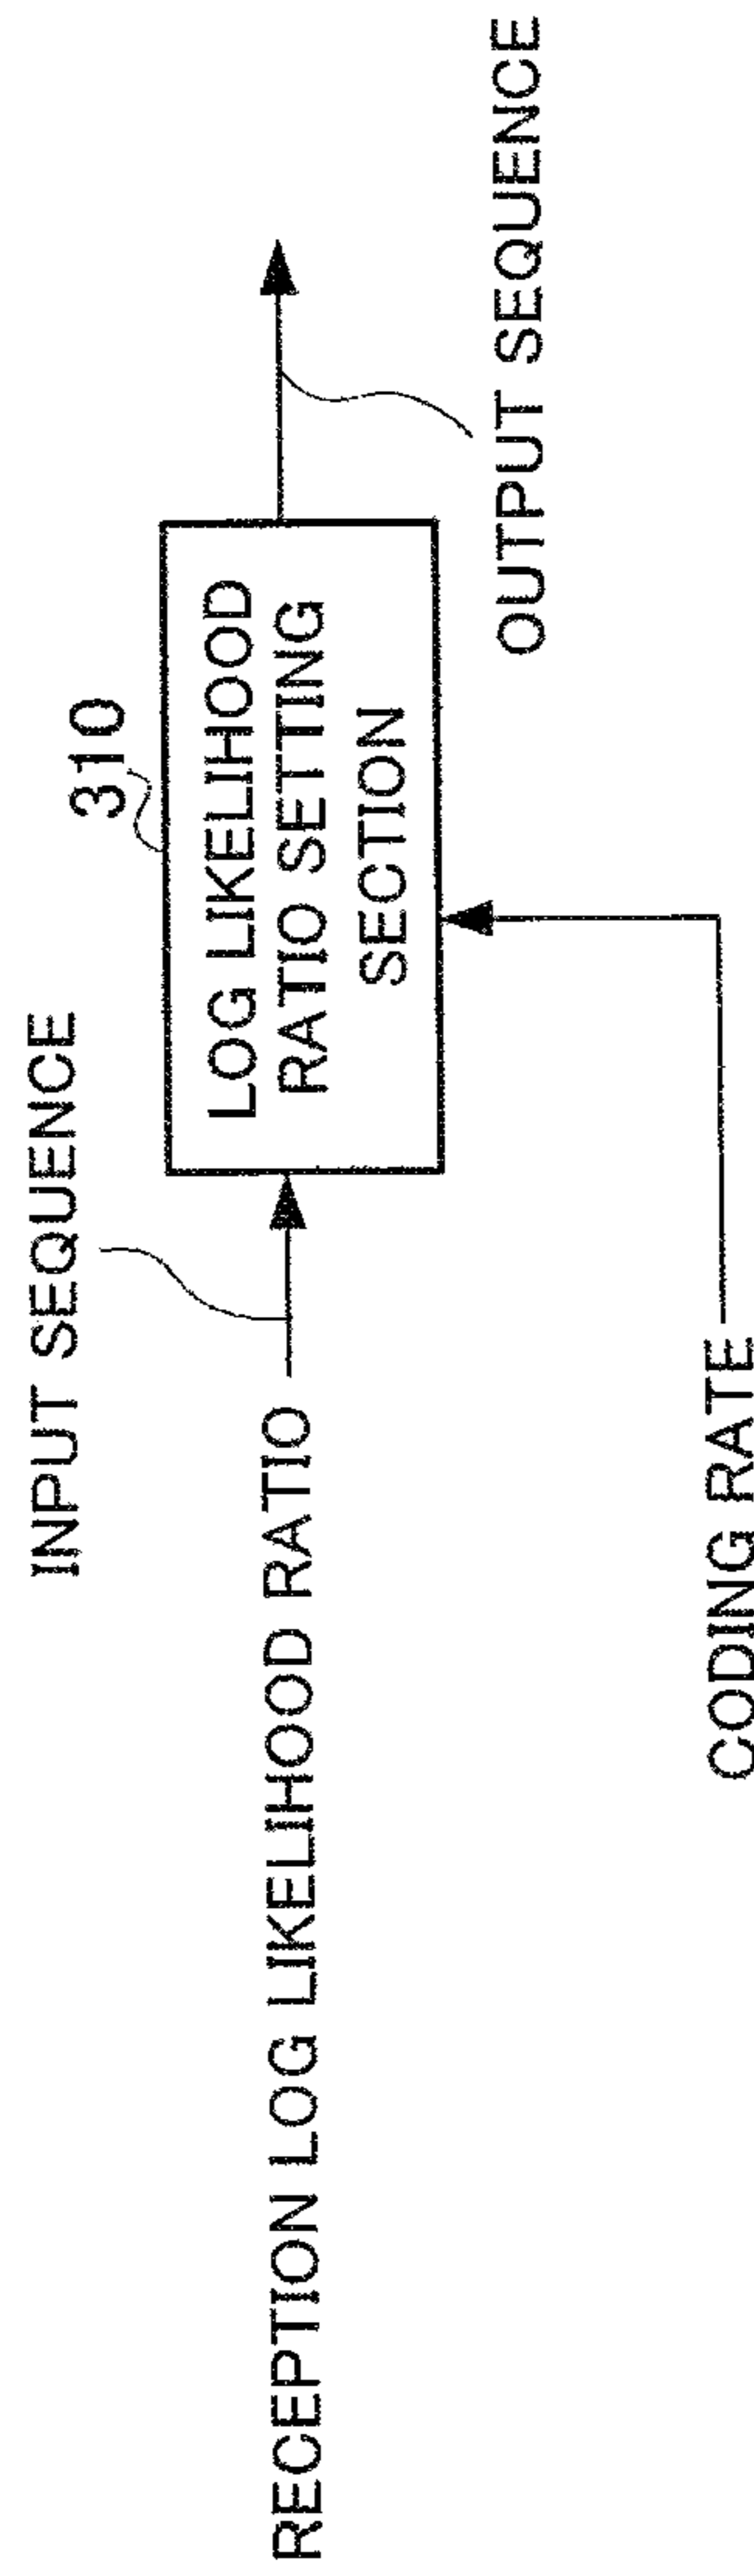 INPUT SEQUENCE
310
RECEPTION LOG LIKELIHOOD RATIO
LOG LIKELIHOOD
RATIO SETTING
SECTION
OUTPUT SEQUENCE
CODING RATE